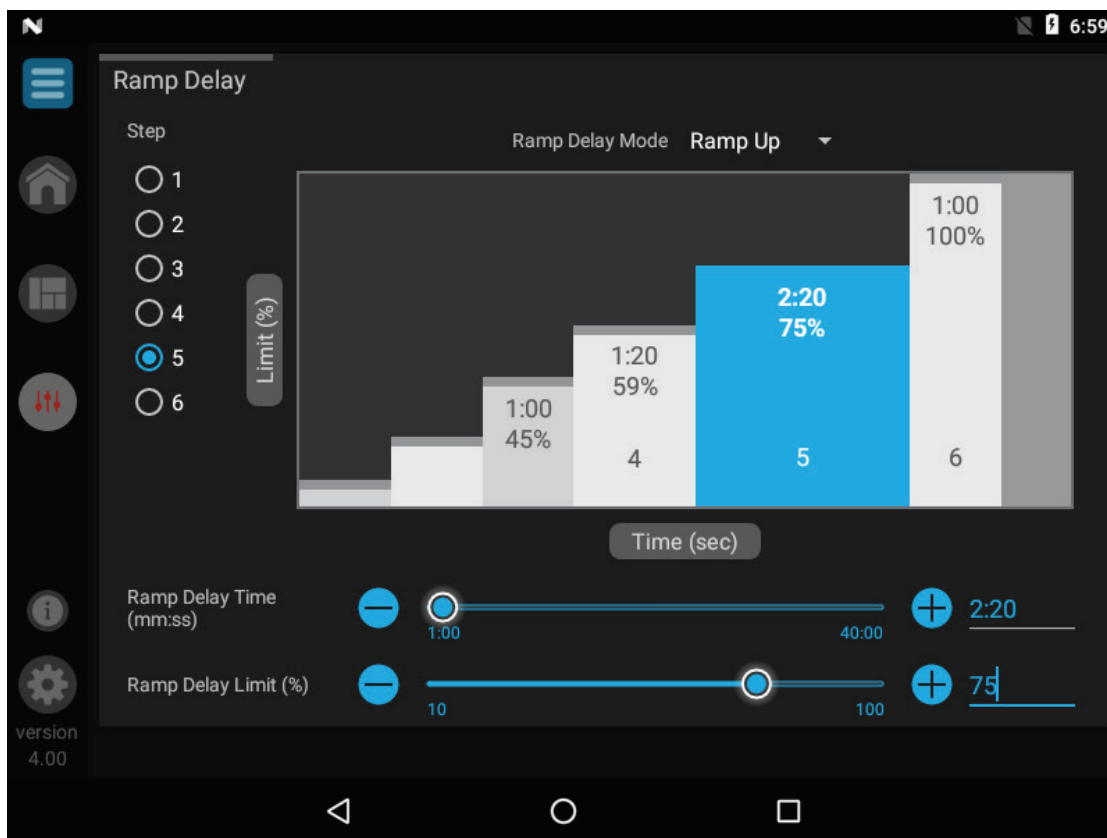 6:59
Ramp Delay
Step
Ramp Delay Mode Ramp Up
1
2
3
4
5
6
Limit (%)
1:00
45%
1:20
59%
4
2:20
75%
5
1:00
100%
6
Time (sec)
Ramp Delay Time
(mm:ss)
1:00
40:00
2:20
Ramp Delay Limit (%)
10
100
75
version
4.00